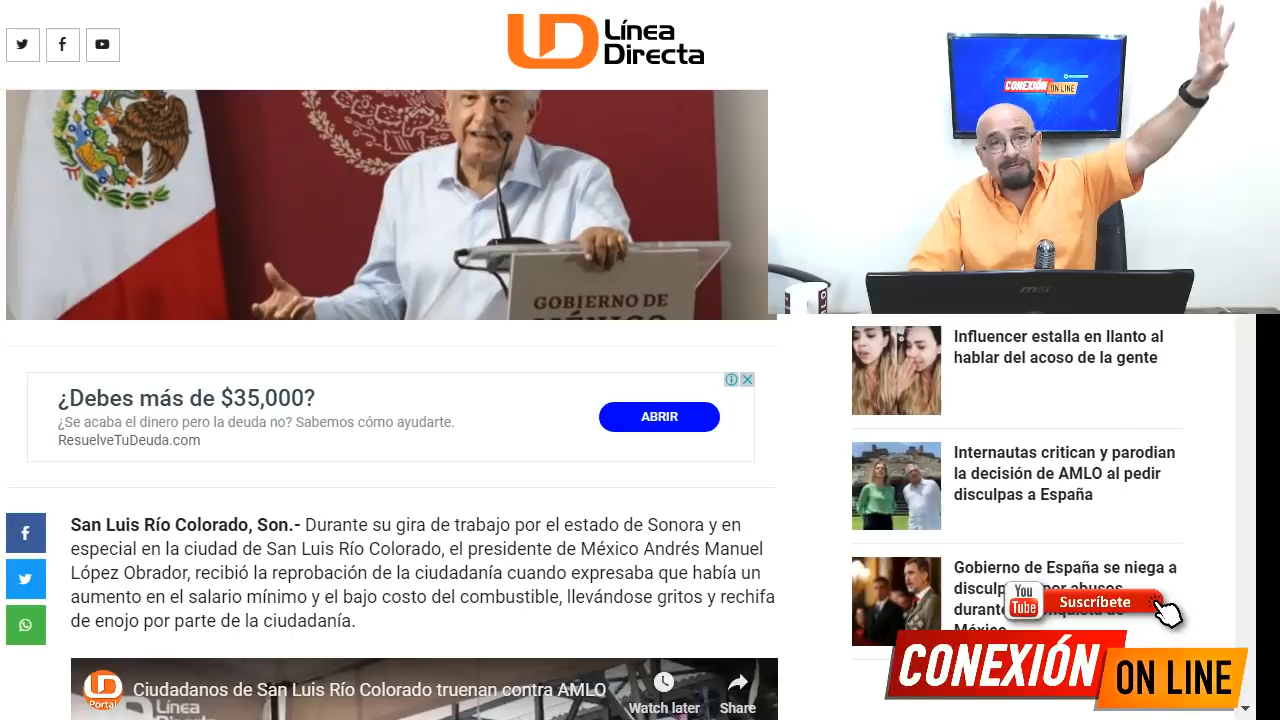 Línea
Directa
CONEXIÓN
ON LINE
GOBIERNO DE
MÉXICO
msi
¿Debes más de $35,000?
¿Se acaba el dinero pero la deuda no? Sabemos cómo ayudarte.
ResuelveTuDeuda.com
ABRIR
San Luis Río Colorado, Son.- Durante su gira de trabajo por el estado de Sonora y en
especial en la ciudad de San Luis Río Colorado, el presidente de México Andrés Manuel
López Obrador, recibió la reprobación de la ciudadanía cuando expresaba que había un
aumento en el salario mínimo y el bajo costo del combustible, llevándose gritos y rechifa
de enojo por parte de la ciudadanía.
Portal
Ciudadanos de San Luis Río Colorado truenan contra AMLO
Línea
Directa
Watch later
Share
Influencer estalla en llanto al
hablar del acoso de la gente
Internautas critican y parodian
la decisión de AMLO al pedir
disculpas a España
Gobierno de España se niega a
abusos
México
You
Tube
Suscríbete
CONEXIÓN
ON LINE